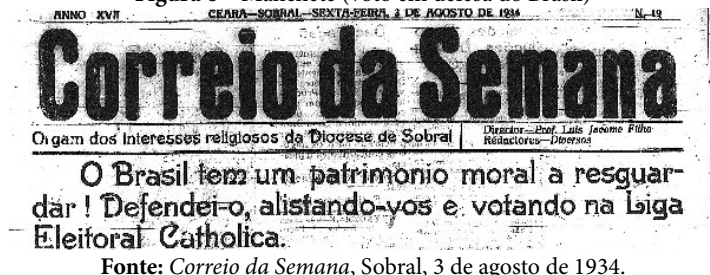 ANNO XVII CEARÁ—SOBRAL—SEXTA-FEIRA, 3 DE AGOSTO DE 1934 N. 19
Correio da Semana
Orgam dos Interesses religiosos da Diocese de Sobral
Director—Prof. Luis Jacome Filho
Redactores—Diversos
O Brasil tem um patrimonio moral a resguar-
dar! Defendei-o, alistando-vos e votando na Liga
Eleitoral Catholica.
Fonte: Correio da Semana, Sobral, 3 de agosto de 1934.